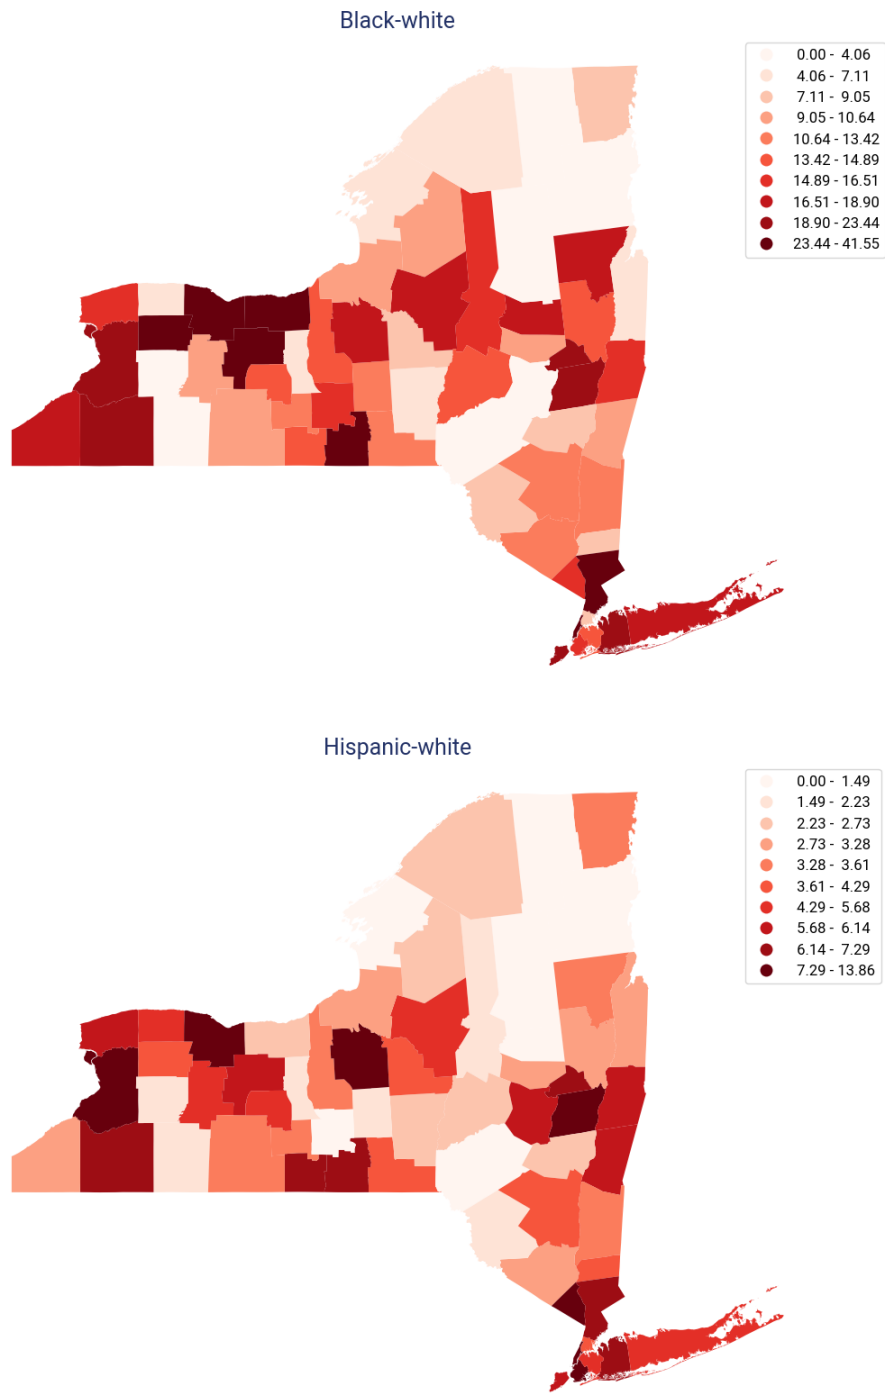 Black-white
0.00 - 4.06
4.06 - 7.11
7.11 - 9.05
9.05 - 10.64
10.64 - 13.42
13.42 - 14.89
14.89 - 16.51
16.51 - 18.90
18.90 - 23.44
23.44 - 41.55
Hispanic-white
0.00 - 1.49
1.49 - 2.23
2.23 - 2.73
2.73 - 3.28
3.28 - 3.61
3.61 - 4.29
4.29 - 5.68
5.68 - 6.14
6.14 - 7.29
7.29 - 13.86